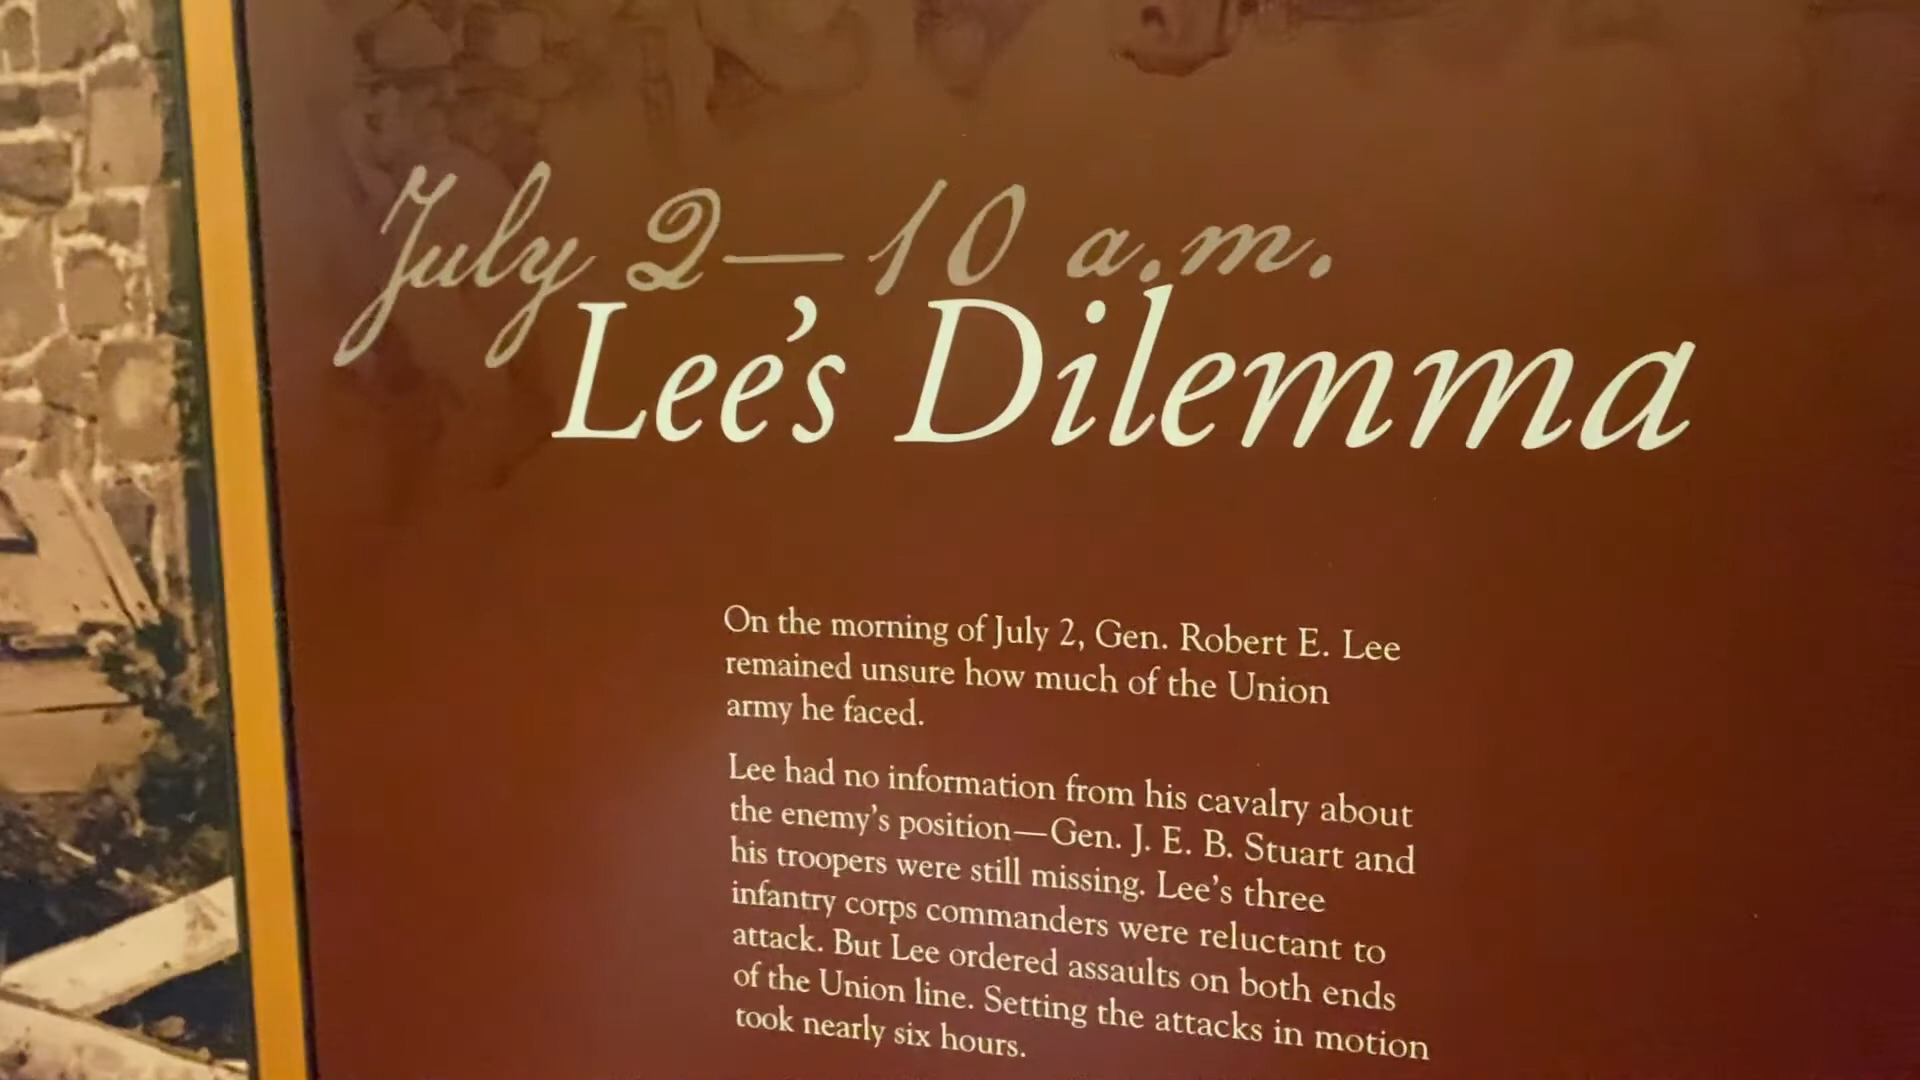 July 2—10 a.m.
Lee's Dilemma
On the morning of July 2, Gen. Robert E. Lee
remained unsure how much of the Union
army he faced.
Lee had no information from his cavalry about
the enemy's position—Gen. J. E. B. Stuart and
his troopers were still missing. Lee's three
infantry corps commanders were reluctant to
attack. But Lee ordered assaults on both ends
of the Union line. Setting the attacks in motion
took nearly six hours.